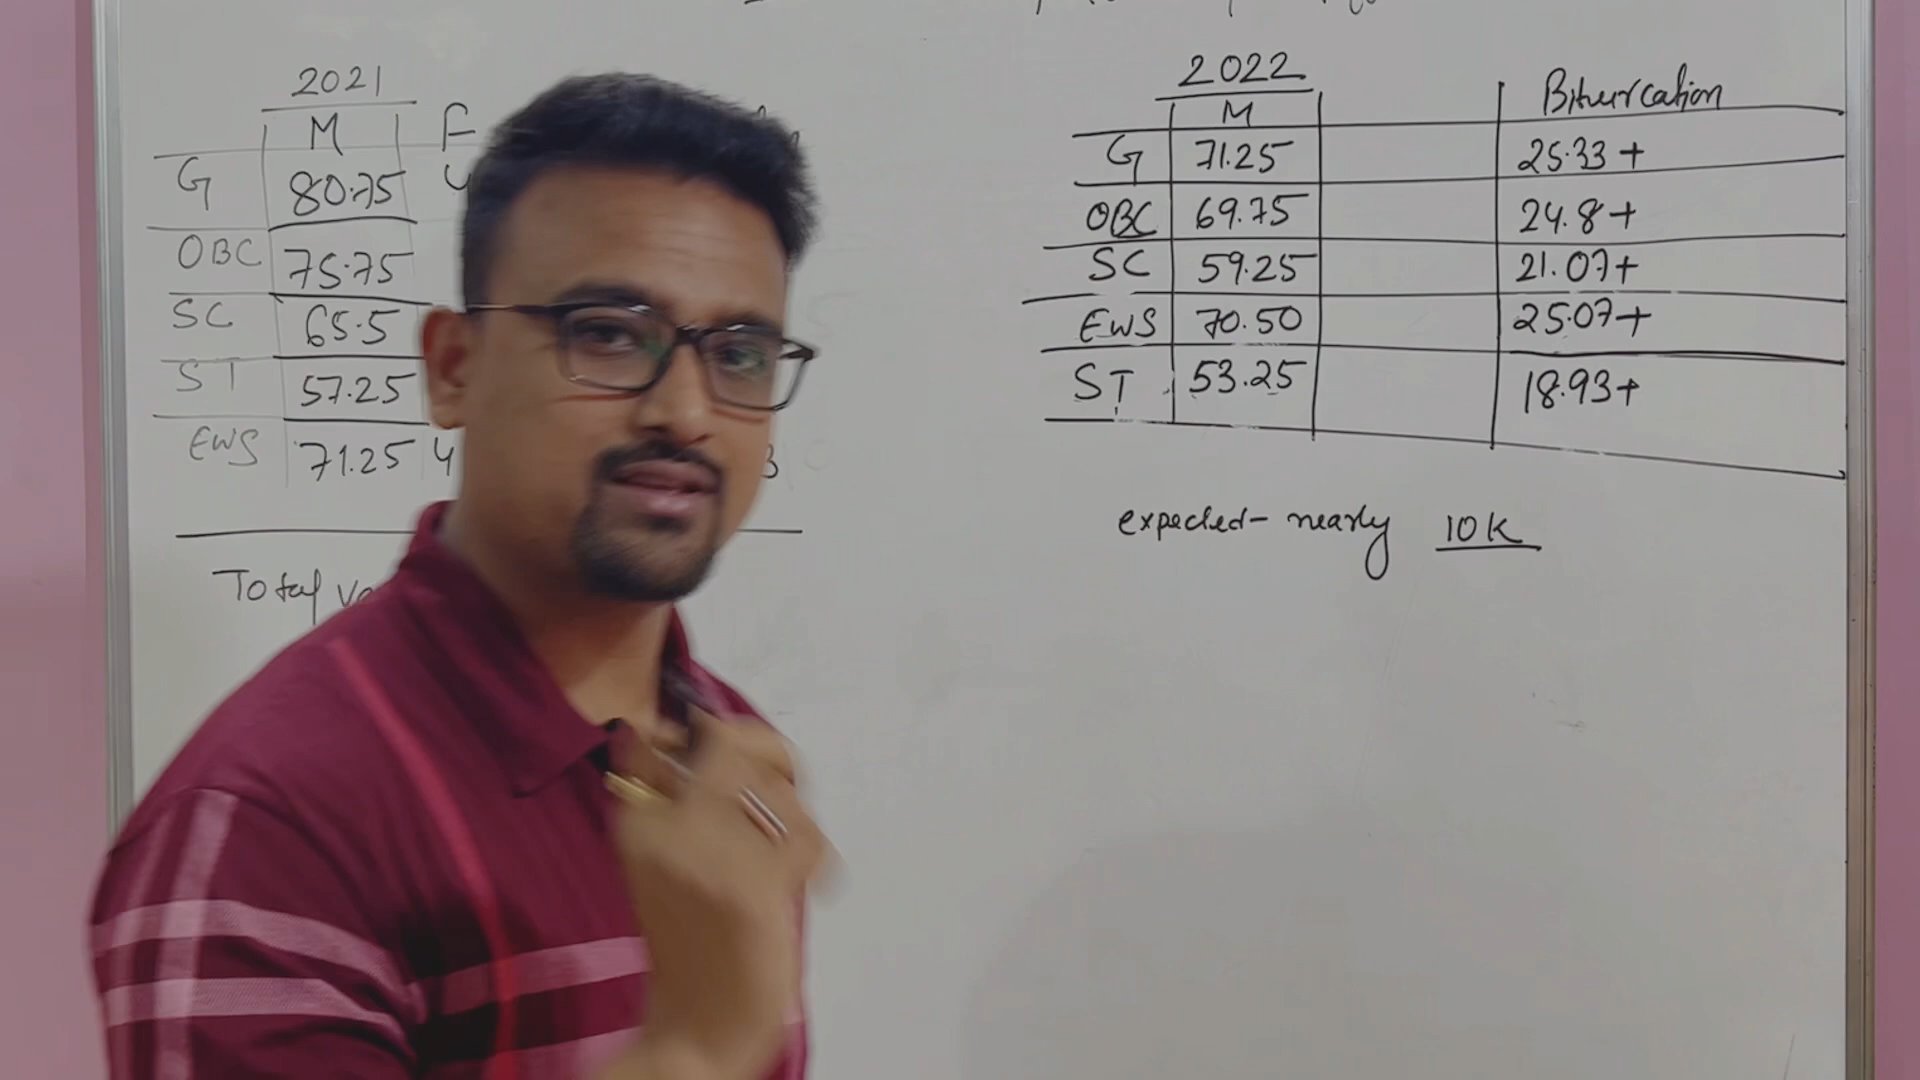 2021
M F
G 80.75
OBC 75.75
SC 65.5
ST 57.25
EWS 71.25 4 3
Total
2022
M Bifurcation
G 71.25 25.33+
OBC 69.75 24.8+
SC 59.25 21.07+
EWS 70.50 25.07+
ST 53.25 18.93+
expected- nearly 10K